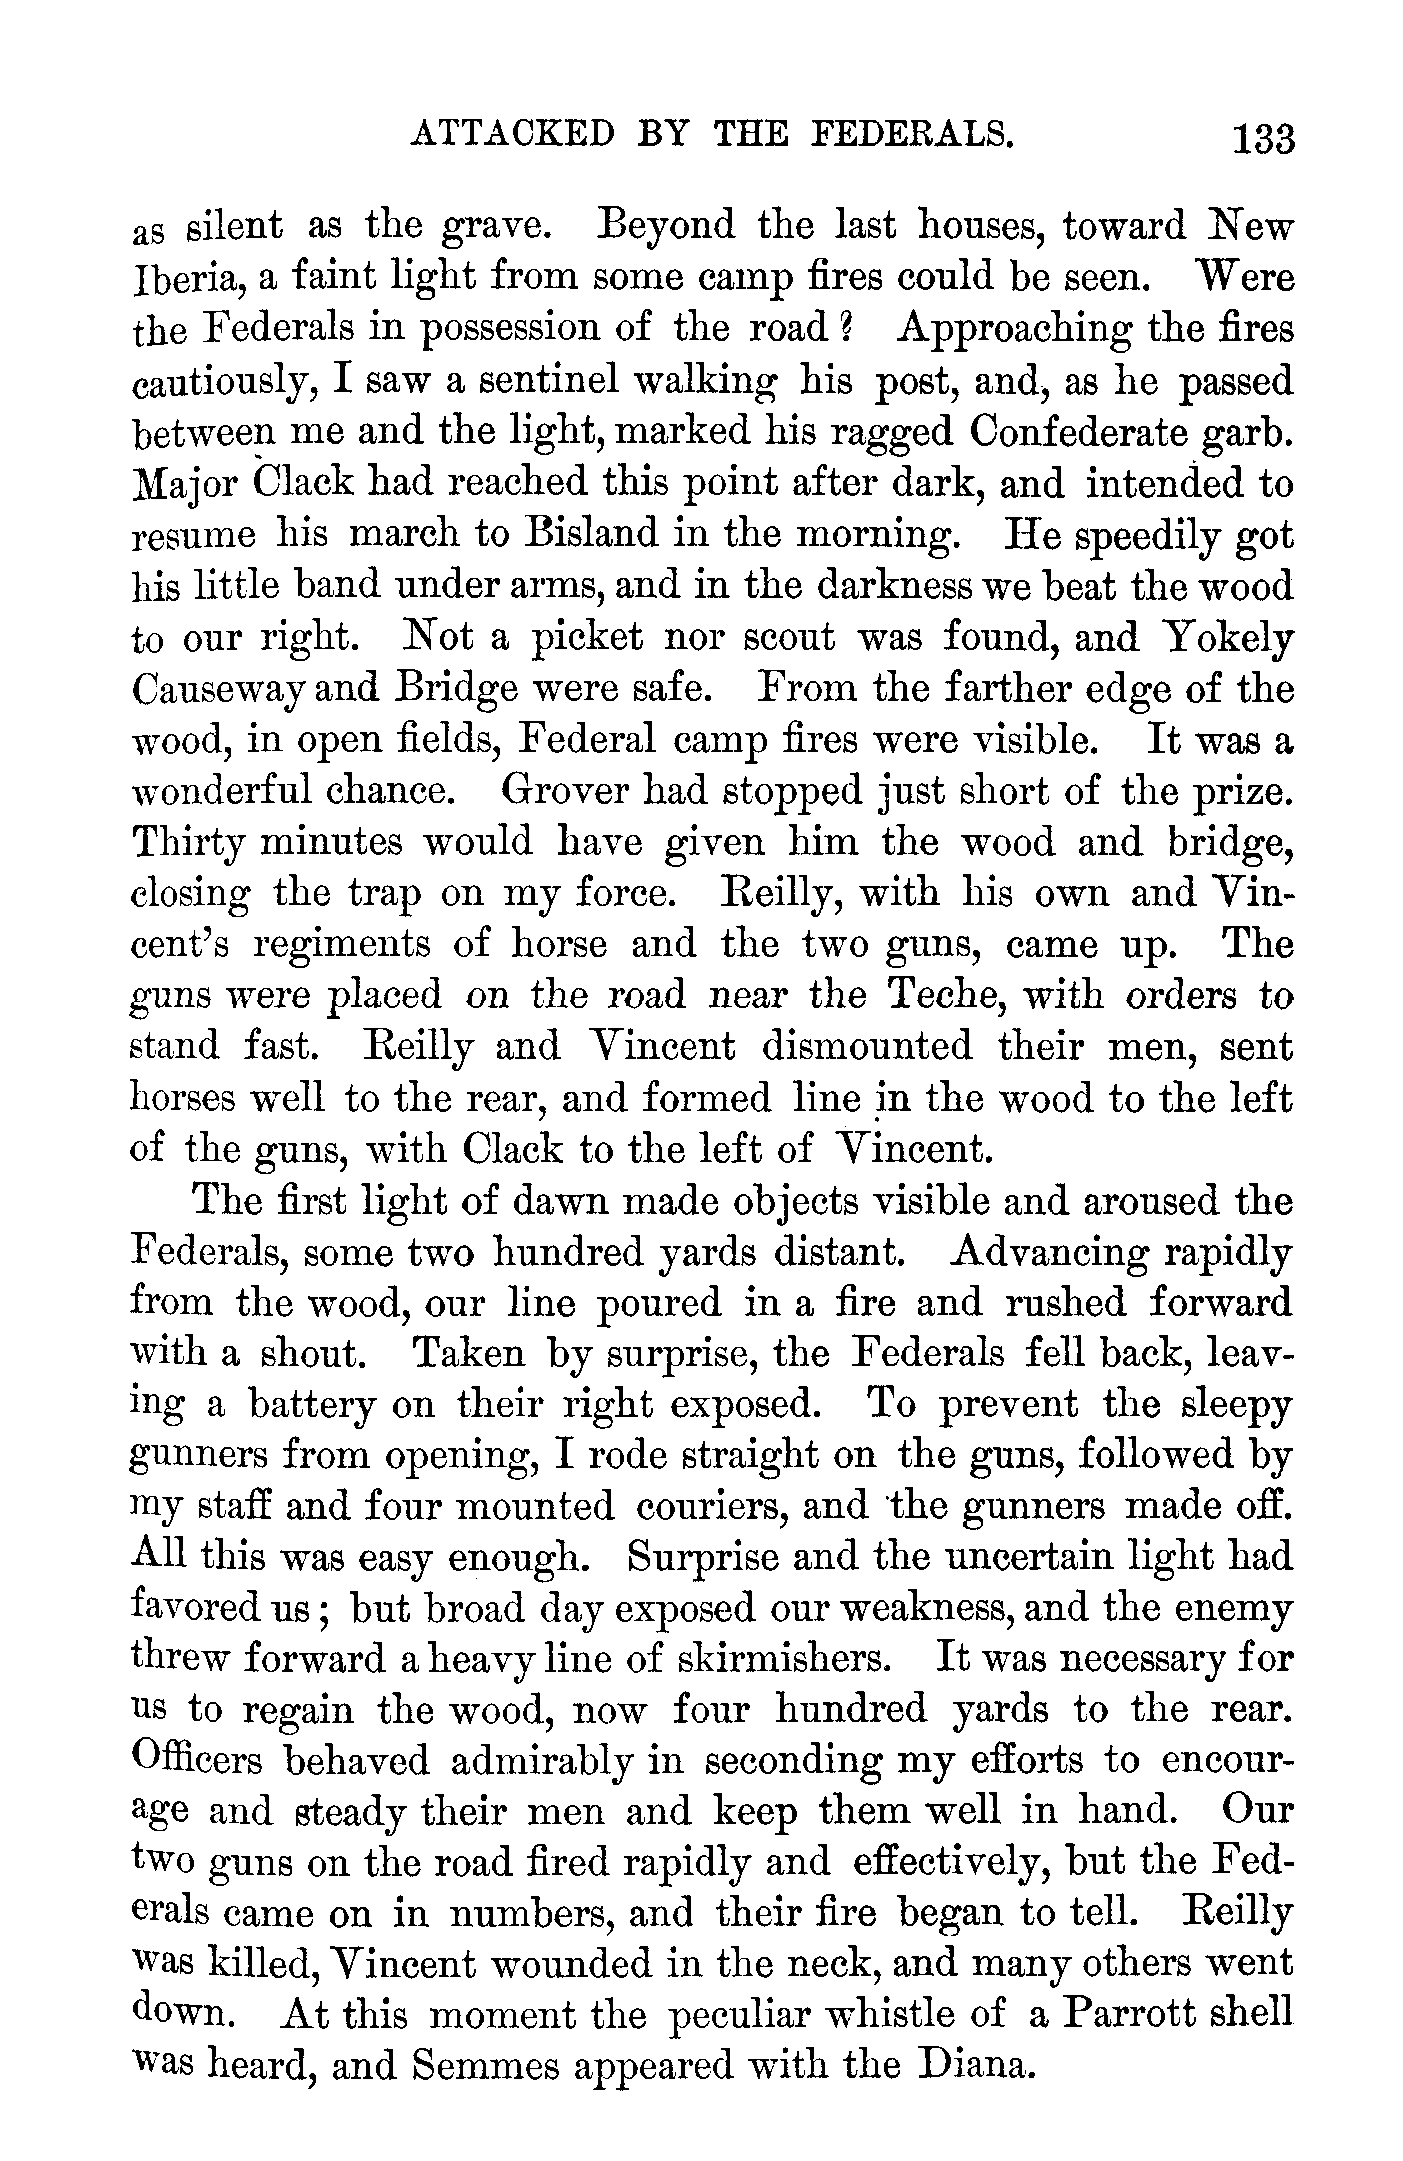 ATTACKED BY THE FEDERALS. 133
as silent as the grave. Beyond the last houses, toward New
Iberia, a faint light from some camp fires could be seen. Were
the Federals in possession of the road? Approaching the fires
cautiously, I saw a sentinel walking his post, and, as he passed
between me and the light, marked his ragged Confederate garb.
Major Clack had reached this point after dark, and intended to
resume his march to Bisland in the morning. He speedily got
his little band under arms, and in the darkness we beat the wood
to our right. Not a picket nor scout was found, and Yokely
Causeway and Bridge were safe. From the farther edge of the
wood, in open fields, Federal camp fires were visible. It was a
wonderful chance. Grover had stopped just short of the prize.
Thirty minutes would have given him the wood and bridge,
closing the trap on my force. Reilly, with his own and Vin-
cent's regiments of horse and the two guns, came up. The
guns were placed on the road near the Teche, with orders to
stand fast. Reilly and Vincent dismounted their men, sent
horses well to the rear, and formed line in the wood to the left
of the guns, with Clack to the left of Vincent.
The first light of dawn made objects visible and aroused the
Federals, some two hundred yards distant. Advancing rapidly
from the wood, our line poured in a fire and rushed forward
with a shout. Taken by surprise, the Federals fell back, leav-
ing a battery on their right exposed. To prevent the sleepy
gunners from opening, I rode straight on the guns, followed by
my staff and four mounted couriers, and the gunners made off.
All this was easy enough. Surprise and the uncertain light had
favored us; but broad day exposed our weakness, and the enemy
threw forward a heavy line of skirmishers. It was necessary for
us to regain the wood, now four hundred yards to the rear.
Officers behaved admirably in seconding my efforts to encour-
age and steady their men and keep them well in hand. Our
two guns on the road fired rapidly and effectively, but the Fed-
erals came on in numbers, and their fire began to tell. Reilly
was killed, Vincent wounded in the neck, and many others went
down. At this moment the peculiar whistle of a Parrott shell
was heard, and Semmes appeared with the Diana.